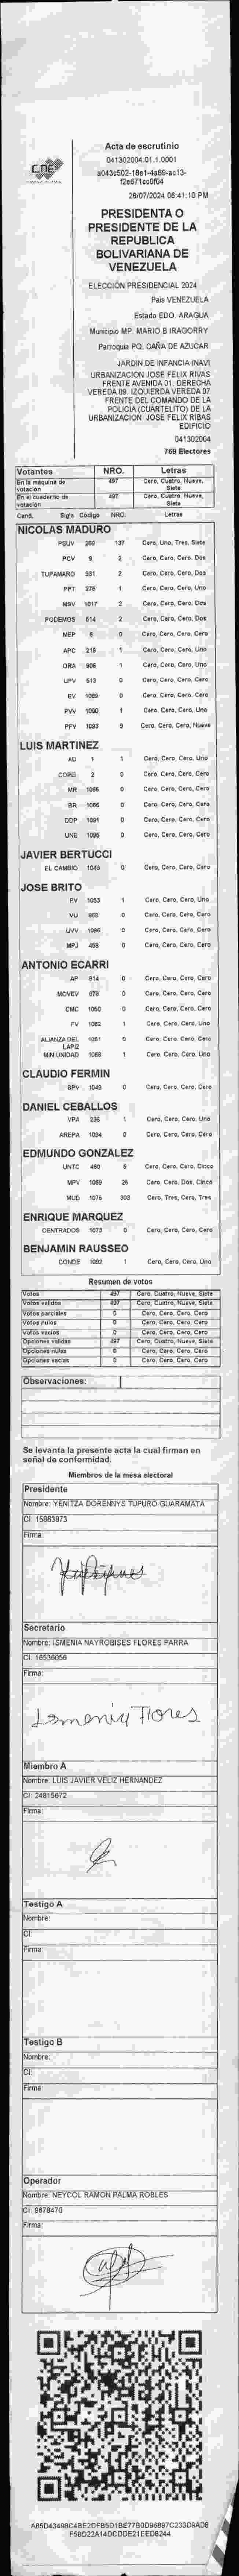 CNE
Acta de escrutinio
041302004.01.1.0001
28/07/2024 06:41:10 PM
PRESIDENTA O
PRESIDENTE DE LA
REPUBLICA
BOLIVARIANA DE
VENEZUELA
ELECCIÓN PRESIDENCIAL 2024
Pais VENEZUELA
Estado EDO. ARAGUA
Municipio MP. MARIO B IRAGORRY
Parroquia PQ. CAÑA DE AZUCAR
JARDIN DE INFANCIA INAVI
URBANIZACION JOSE FELIX RIVAS
FRENTE AVENIDA 01. DERECHA
VEREDA 09. IZQUIERDA VEREDA 07
FRENTE DEL COMANDO DE LA
POLICIA (CUARTELITO) DE LA
URBANIZACION JOSE FELIX RIBAS
EDIFICIO
041302004
769 Electores
Votantes NRO. Letras
En la máquina de votación 497 Cero, Cuatro, Nueve, Siete
En el cuaderno de votación 497 Cero, Cuatro, Nueve, Siete
Cand. Sigla Código NRO. Letras
NICOLAS MADURO
PSUV 269 137 Cero, Uno, Tres, Siete
PCV 9 2 Cero, Cero, Cero, Dos
TUPAMARO 931 2 Cero, Cero, Cero, Dos
PPT 276 1 Cero, Cero, Cero, Uno
MSV 1017 2 Cero, Cero, Cero, Dos
PODEMOS 514 2 Cero, Cero, Cero, Dos
MEP 6 0 Cero, Cero, Cero, Cero
APC 219 1 Cero, Cero, Cero, Uno
ORA 906 1 Cero, Cero, Cero, Uno
UPV 513 0 Cero, Cero, Cero, Cero
EV 1089 0 Cero, Cero, Cero, Cero
PVV 1090 1 Cero, Cero, Cero, Uno
PFV 1093 9 Cero, Cero, Cero, Nueve
LUIS MARTINEZ
AD 1 1 Cero, Cero, Cero, Uno
COPEI 2 0 Cero, Cero, Cero, Cero
MR 1065 0 Cero, Cero, Cero, Cero
BR 1066 0 Cero, Cero, Cero, Cero
DDP 1091 0 Cero, Cero, Cero, Cero
UNE 1095 0 Cero, Cero, Cero, Cero
JAVIER BERTUCCI
EL CAMBIO 1045 0 Cero, Cero, Cero, Cero
JOSE BRITO
PV 1053 1 Cero, Cero, Cero, Uno
VU 0 Cero, Cero, Cero, Cero
UVV 1096 0 Cero, Cero, Cero, Cero
MPJ 458 0 Cero, Cero, Cero, Cero
ANTONIO ECARRI
AP 914 0 Cero, Cero, Cero, Cero
MOVEV 979 0 Cero, Cero, Cero, Cero
CMC 1050 0 Cero, Cero, Cero, Cero
FV 1082 1 Cero, Cero, Cero, Uno
ALIANZA DEL LAPIZ 1051 0 Cero, Cero, Cero, Cero
MIN UNIDAD 1068 1 Cero, Cero, Cero, Uno
CLAUDIO FERMIN
SPV 1049 0 Cero, Cero, Cero, Cero
DANIEL CEBALLOS
VPA 236 1 Cero, Cero, Cero, Uno
AREPA 1094 0 Cero, Cero, Cero, Cero
EDMUNDO GONZALEZ
UNTC 480 5 Cero, Cero, Cero, Cinco
MPV 1069 25 Cero, Cero, Dos, Cinco
MUD 1075 303 Cero, Tres, Cero, Tres
ENRIQUE MARQUEZ
CENTRADOS 1073 0 Cero, Cero, Cero, Cero
BENJAMIN RAUSSEO
CONDE 1092 1 Cero, Cero, Cero, Uno
Resumen de votos
Votos 497 Cero, Cuatro, Nueve, Siete
Votos validos 497 Cero, Cuatro, Nueve, Siete
Votos parciales 0 Cero, Cero, Cero, Cero
Votos nulos 0 Cero, Cero, Cero, Cero
Votos vacios 0 Cero, Cero, Cero, Cero
Opciones validas 497 Cero, Cuatro, Nueve, Siete
Opciones nulas 0 Cero, Cero, Cero, Cero
Opciones vacias 0 Cero, Cero, Cero, Cero
Observaciones:
Se levanta la presente acta la cual firman en
señal de conformidad.
Miembros de la mesa electoral
Presidente
Nombre: YENITZA DORENNYS TUPURO GUARAMATA
CI: 15863873
Firma:
Secretario
Nombre: ISMENIA NAYROBISES FLORES PARRA
CI: 16536056
Firma:
Ismenia Flores
Miembro A
Nombre: LUIS JAVIER VELIZ HERNANDEZ
CI: 24815672
Firma:
Testigo A
Nombre:
CI:
Firma:
Testigo B
Nombre:
CI:
Firma:
Operador
Nombre: NEYCOL RAMON PALMA ROBLES
CI: 9678470
Firma: